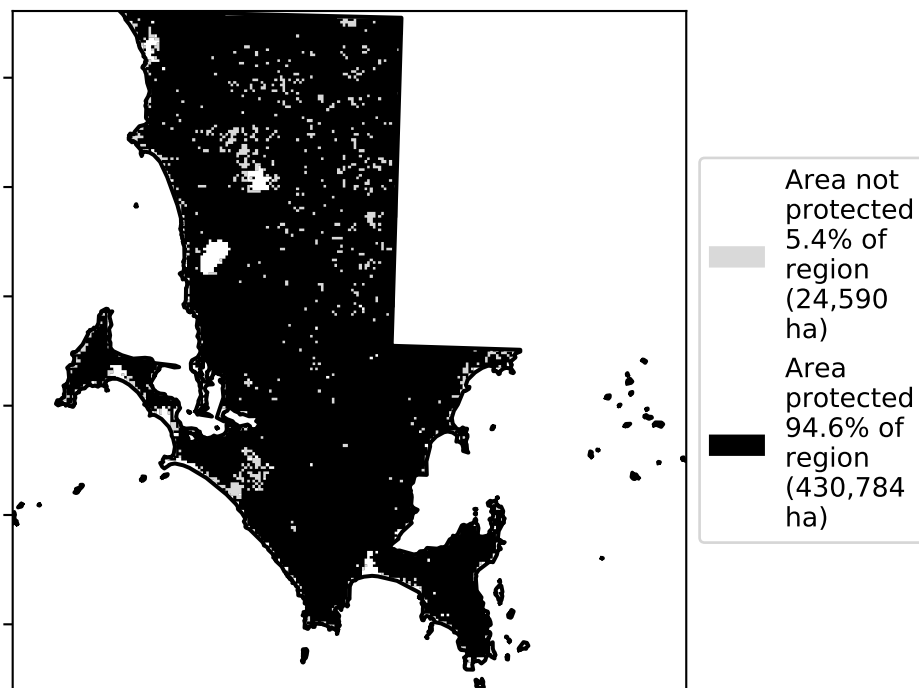 Area not
protected
5.4% of
region
(24,590
ha)
Area
protected
94.6% of
region
(430,784
ha)